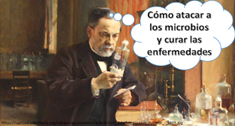 Cómo atacar a
los microbios
y curar las
enfermedades